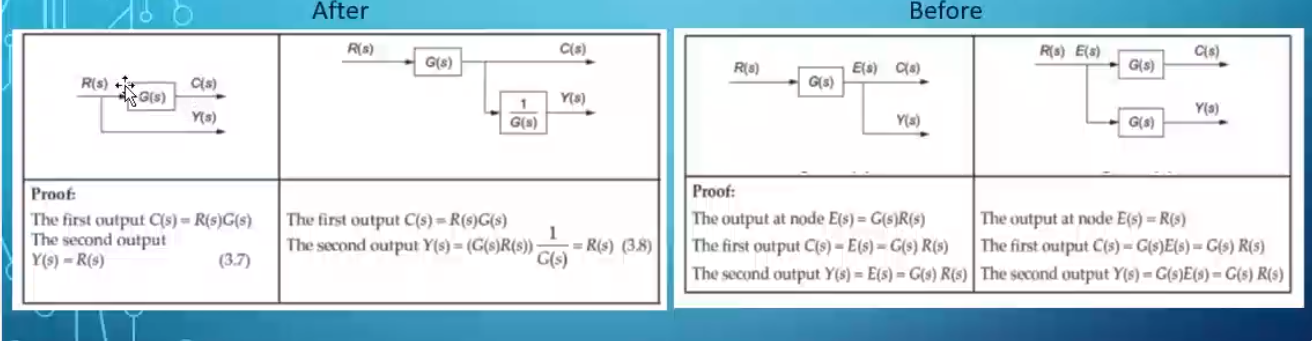 After
Before
R(s)
G(s)
C(s)
Y(s)
R(s)
G(s)
C(s)
1
G(s)
Y(s)
R(s)
G(s)
E(s) C(s)
Y(s)
R(s) E(s)
G(s)
C(s)
G(s)
Y(s)
Proof:
The first output C(s) = R(s)G(s)
The second output
Y(s) = R(s) (3.7)
The first output C(s) = R(s)G(s)
The second output Y(s) = (G(s)R(s)) 1/G(s) = R(s) (3.8)
Proof:
The output at node E(s) = G(s)R(s)
The first output C(s) = E(s) = G(s) R(s)
The second output Y(s) = E(s) = G(s) R(s)
The output at node E(s) = R(s)
The first output C(s) = G(s)E(s) = G(s) R(s)
The second output Y(s) = G(s)E(s) = G(s) R(s)